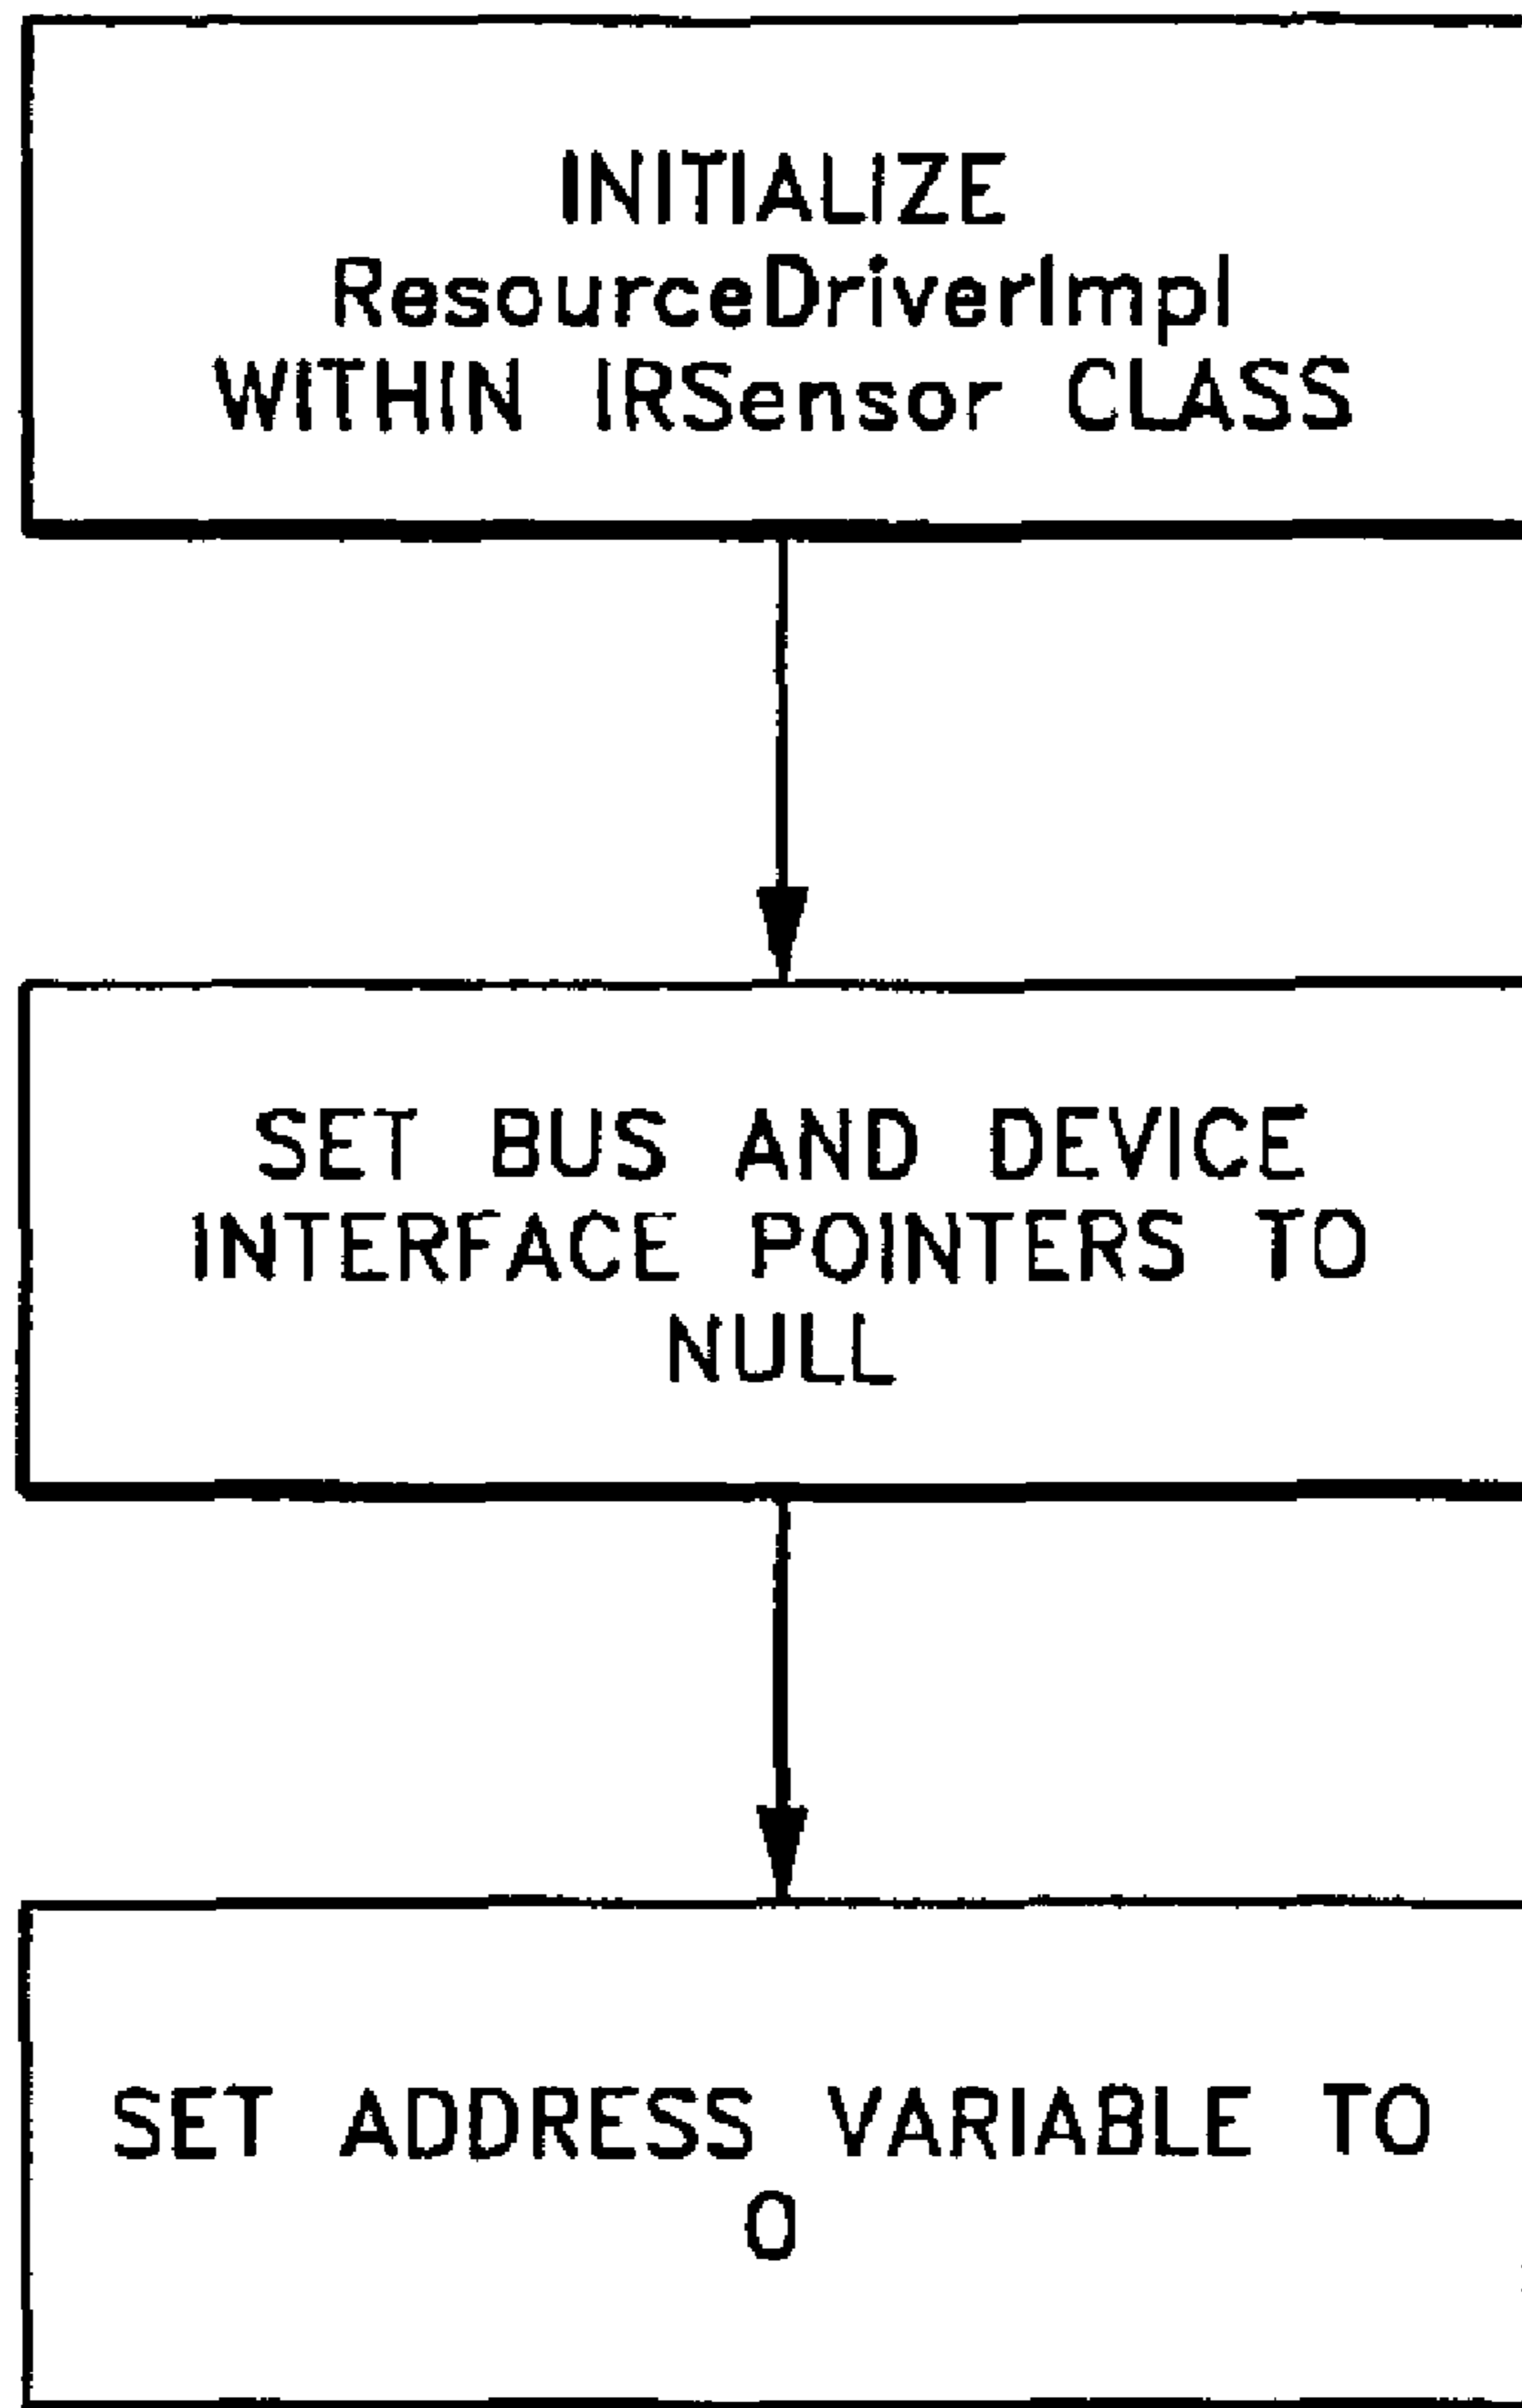 INITIALIZE
ResourceDriverImpl
WITHIN IRSensor CLASS
SET BUS AND DEVICE
INTERFACE POINTERS TO
NULL
SET ADDRESS VARIABLE TO
0